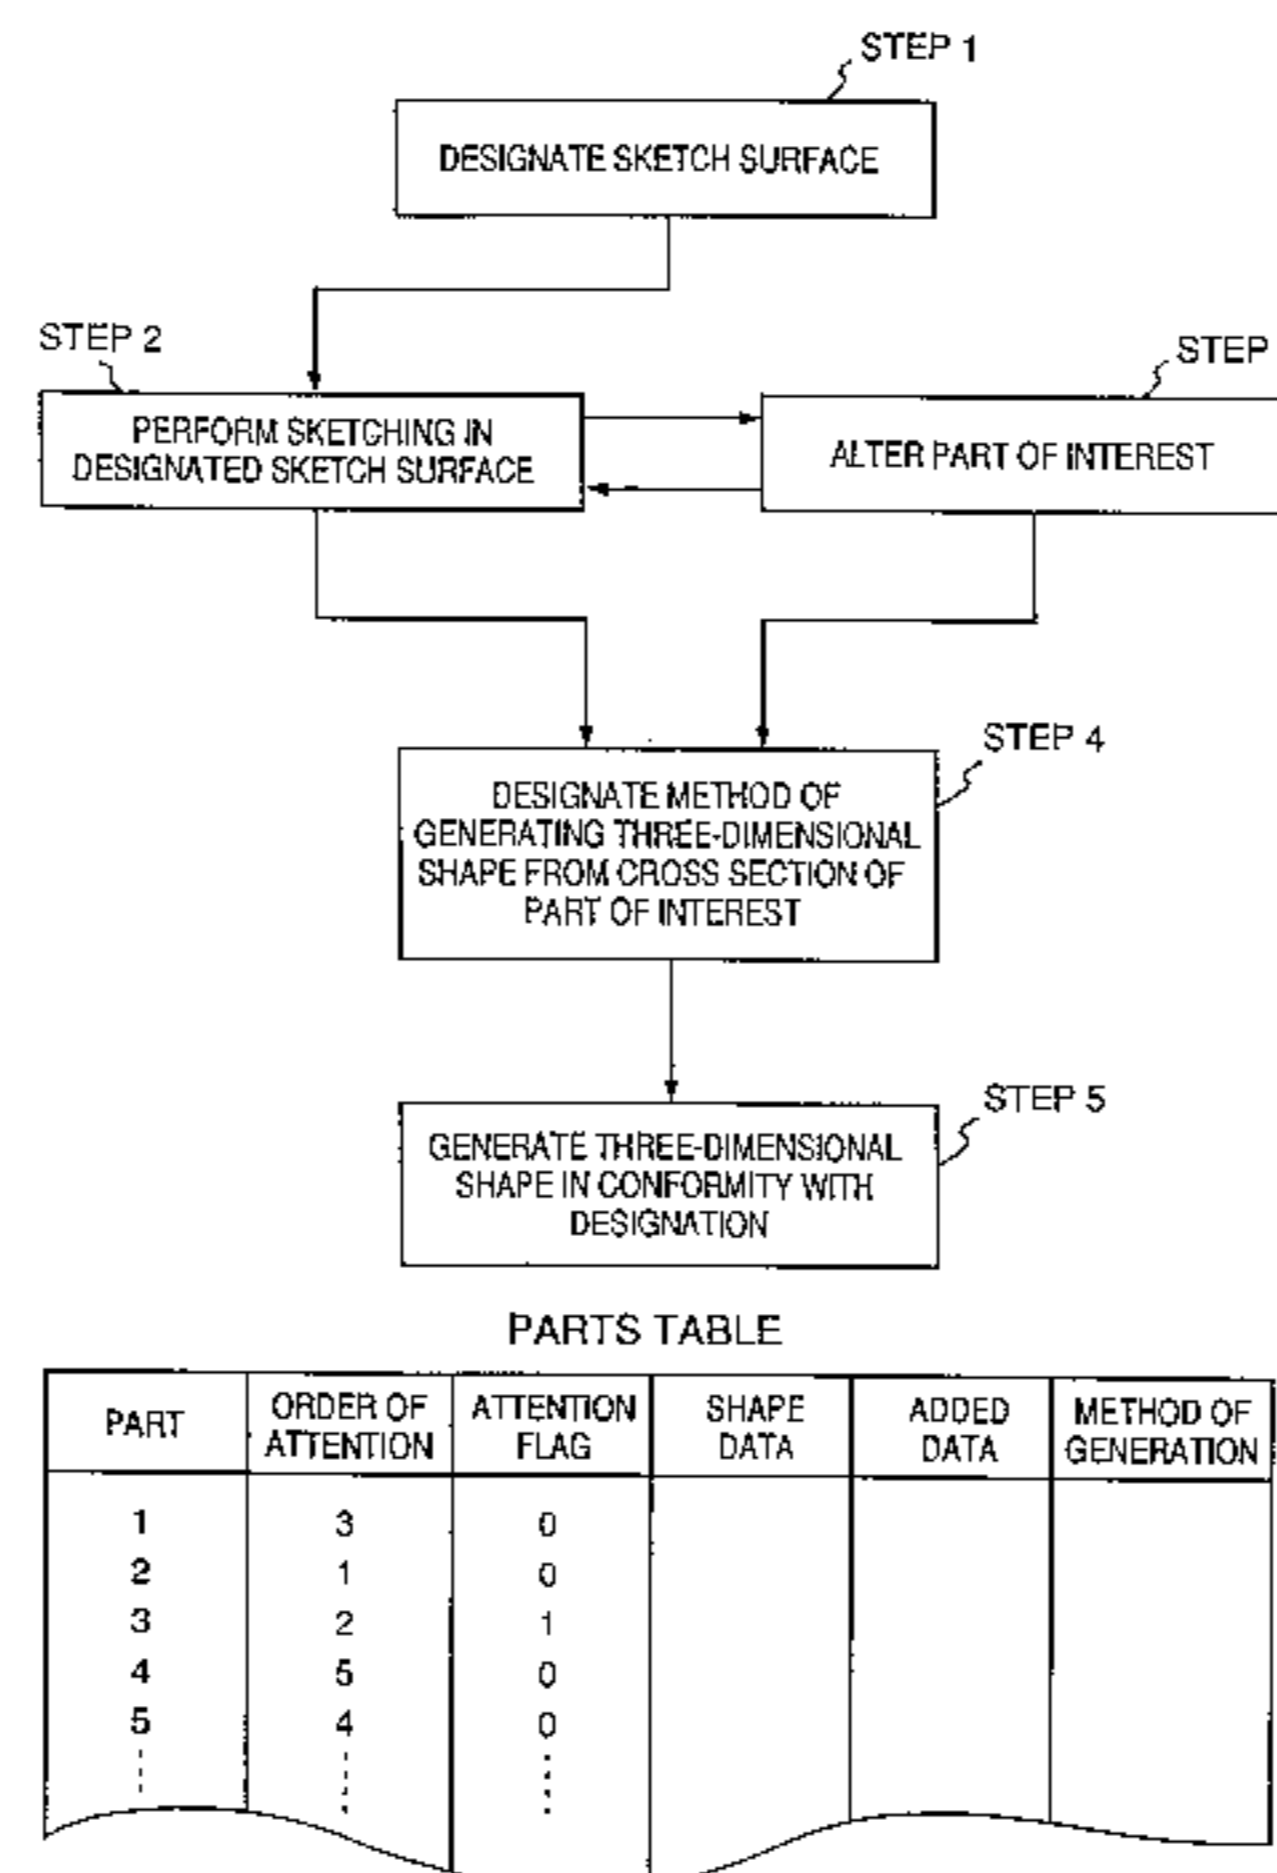 STEP 1
DESIGNATE SKETCH SURFACE
STEP 2
STEP
PERFORM SKETCHING IN
DESIGNATED SKETCH SURFACE
ALTER PART OF INTEREST
STEP 4
DESIGNATE METHOD OF
GENERATING THREE-DIMENSIONAL
SHAPE FROM CROSS SECTION OF
PART OF INTEREST
STEP 5
GENERATE THREE-DIMENSIONAL
SHAPE IN CONFORMITY WITH
DESIGNATION
PARTS TABLE
PART ORDER OF ATTENTION ATTENTION FLAG SHAPE DATA ADDED DATA METHOD OF GENERATION
1 3 0
2 1 0
3 2 1
4 5 0
5 4 0